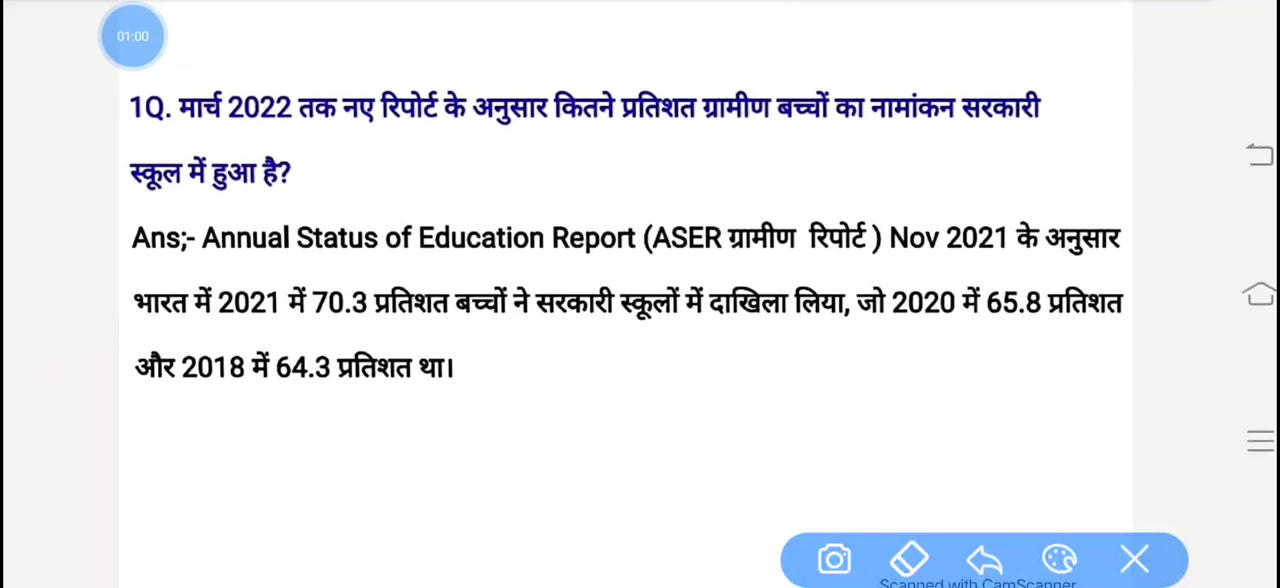 01:00
1Q. मार्च 2022 तक नए रिपोर्ट के अनुसार कितने प्रतिशत ग्रामीण बच्चों का नामांकन सरकारी
स्कूल में हुआ है?
Ans;- Annual Status of Education Report (ASER ग्रामीण रिपोर्ट ) Nov 2021 के अनुसार
भारत में 2021 में 70.3 प्रतिशत बच्चों ने सरकारी स्कूलों में दाखिला लिया, जो 2020 में 65.8 प्रतिशत
और 2018 में 64.3 प्रतिशत था।
Scanned with CamScanner